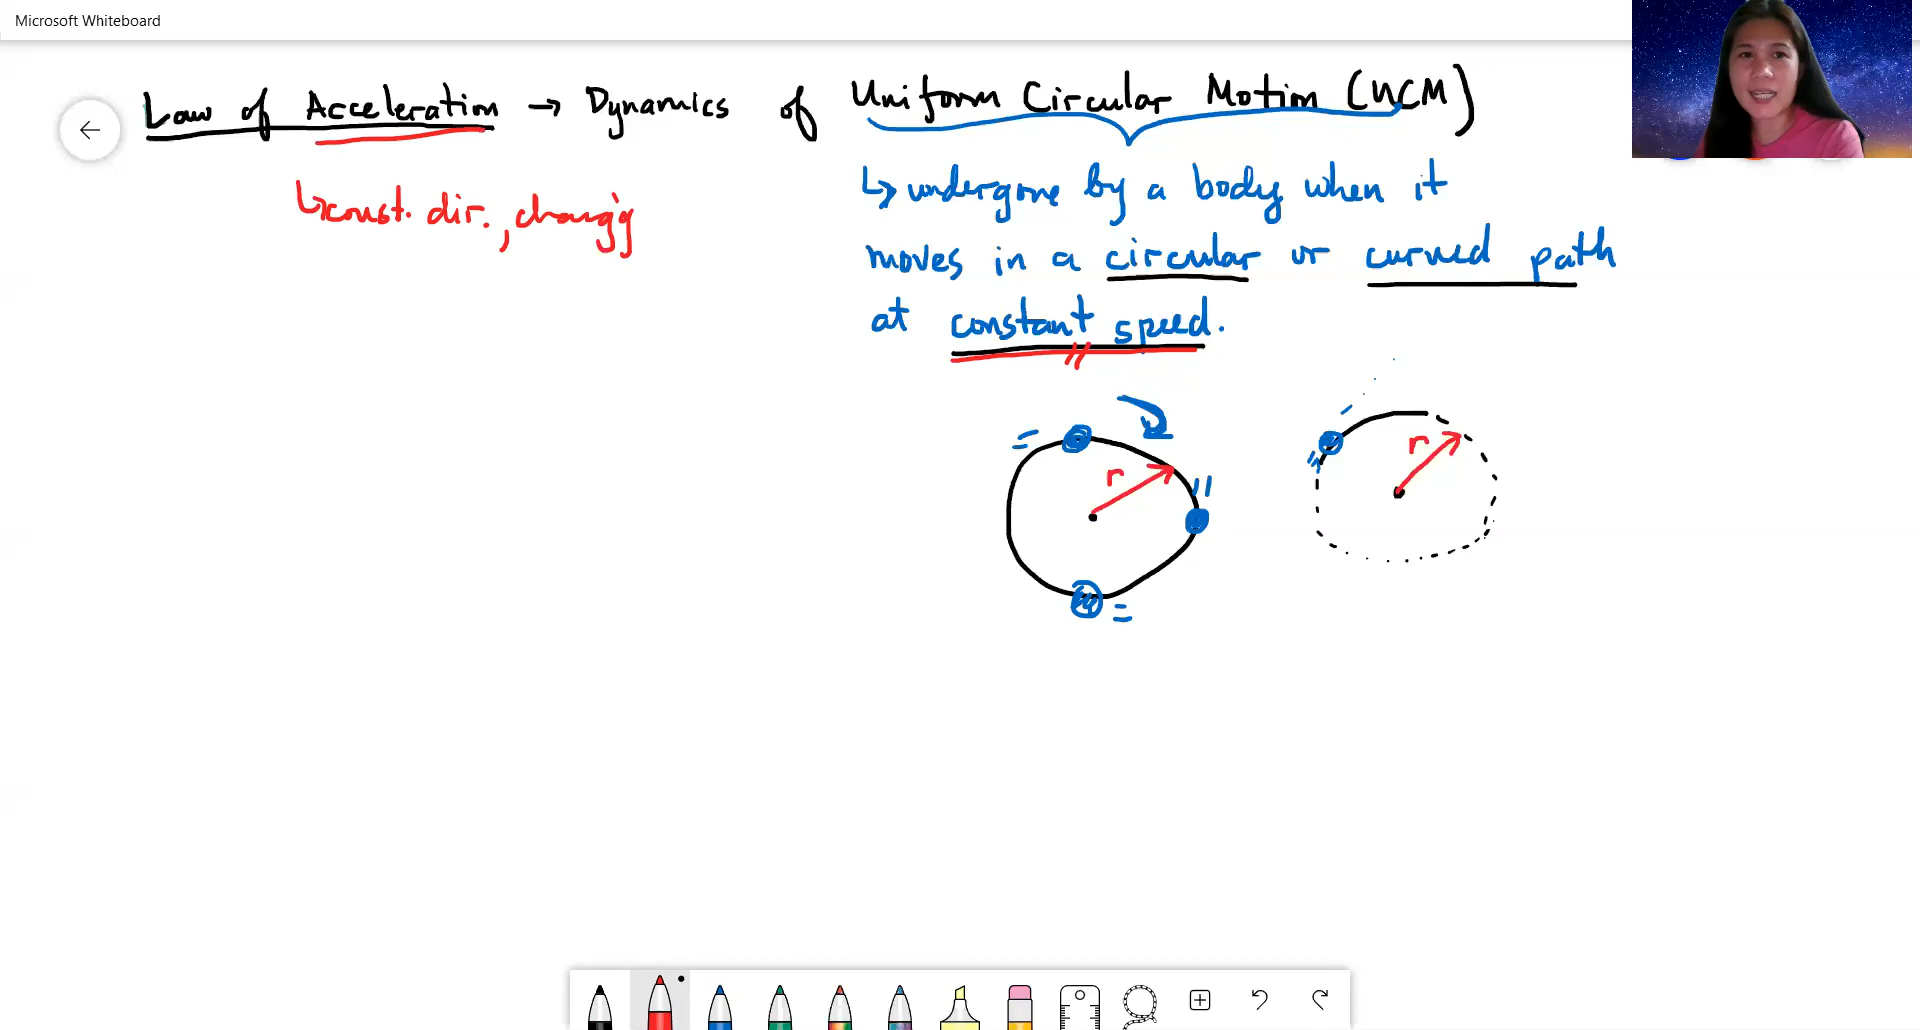 Microsoft Whiteboard
Law of Acceleration → Dynamics of Uniform Circular Motion (UCM)
↳ const. dir., chang'g
↳ undergone by a body when it
moves in a circular or curved path
at constant speed.
r
r